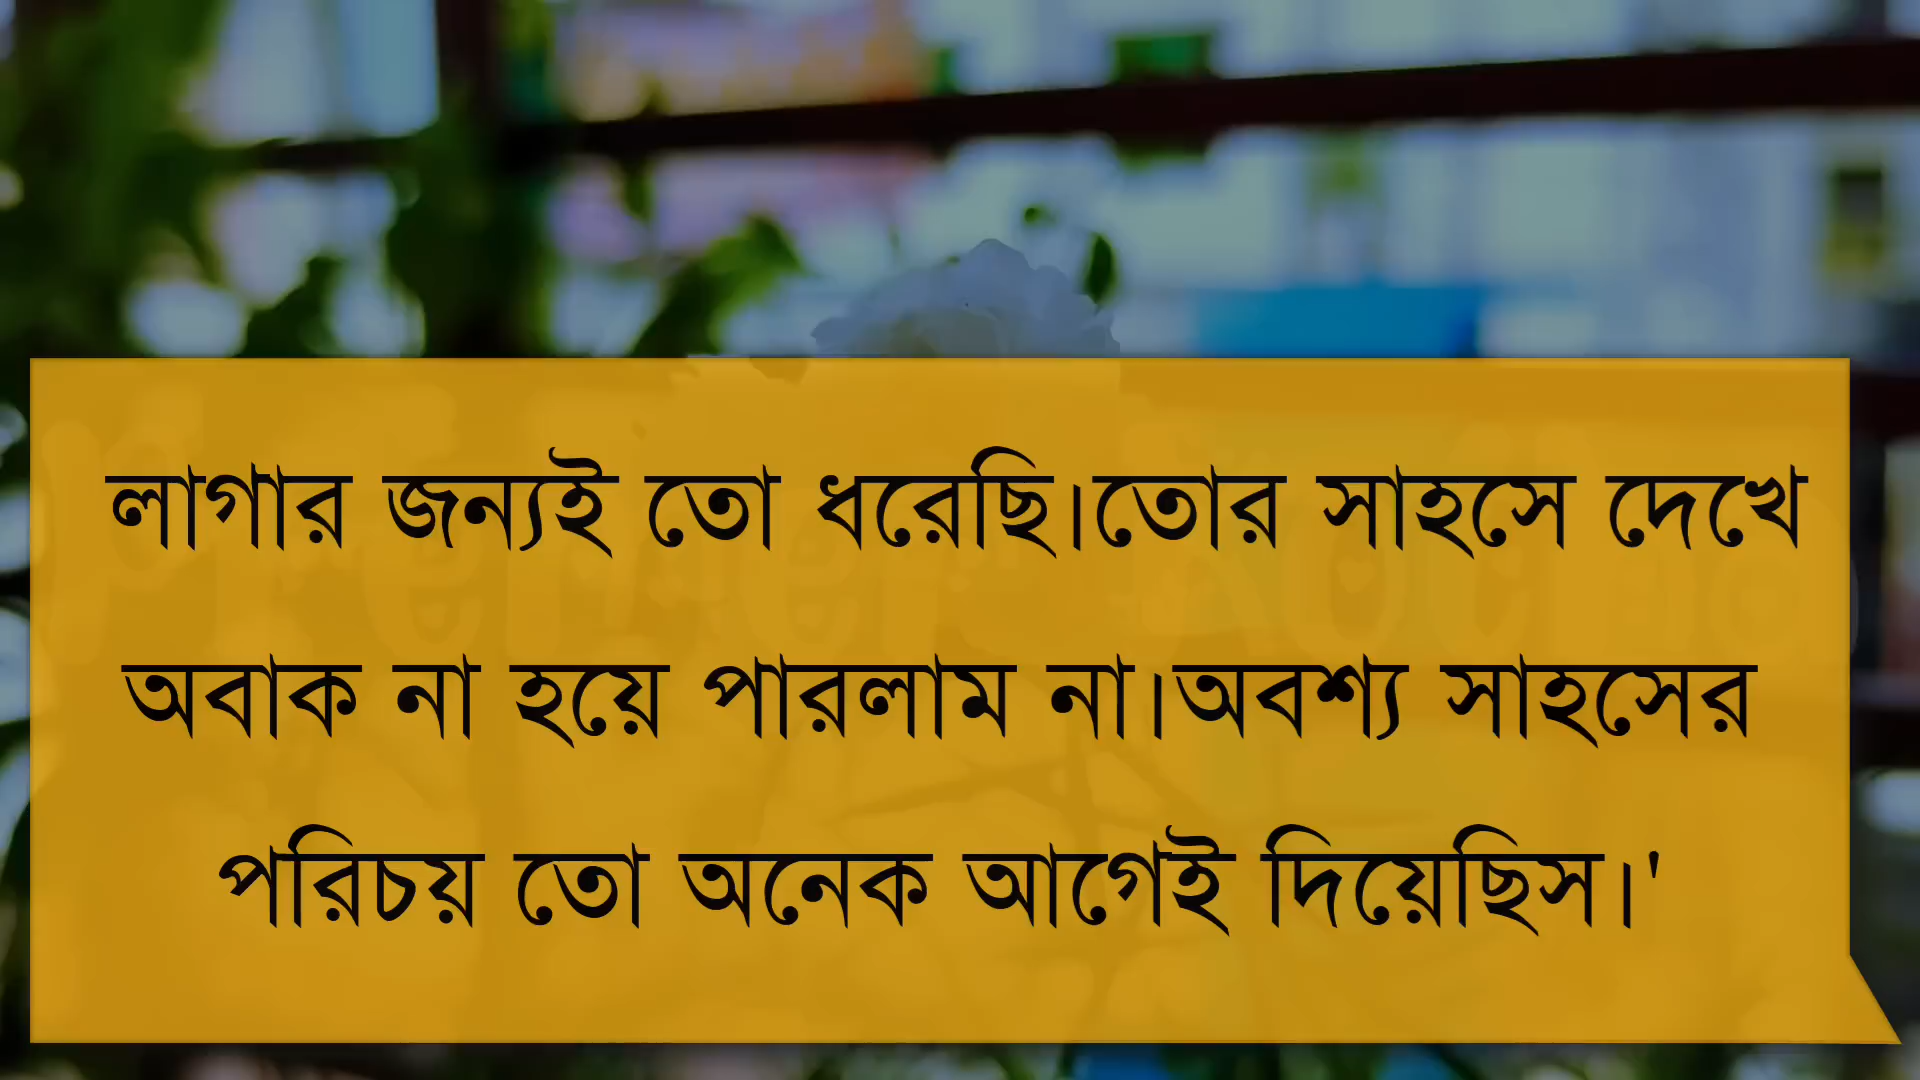 লাগার জন্যই তো ধরেছি।তোর সাহসে দেখে
অবাক না হয়ে পারলাম না।অবশ্য সাহসের
পরিচয় তো অনেক আগেই দিয়েছিস।'